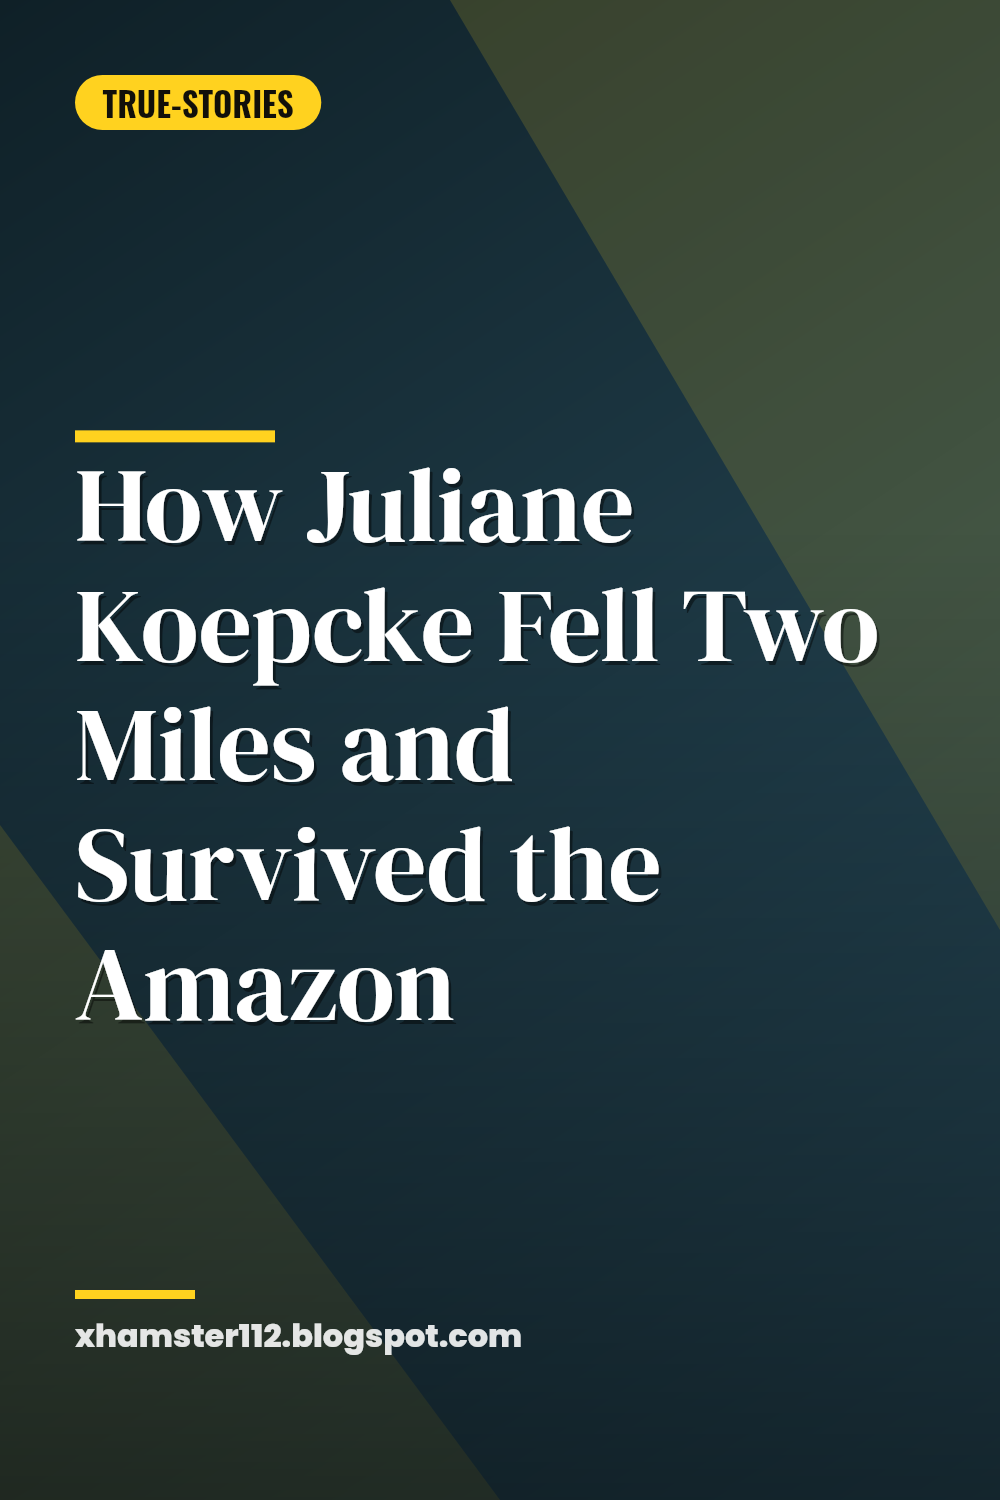 TRUE-STORIES
How Juliane
Koepcke Fell Two
Miles and
Survived the
Amazon
xhamster112.blogspot.com